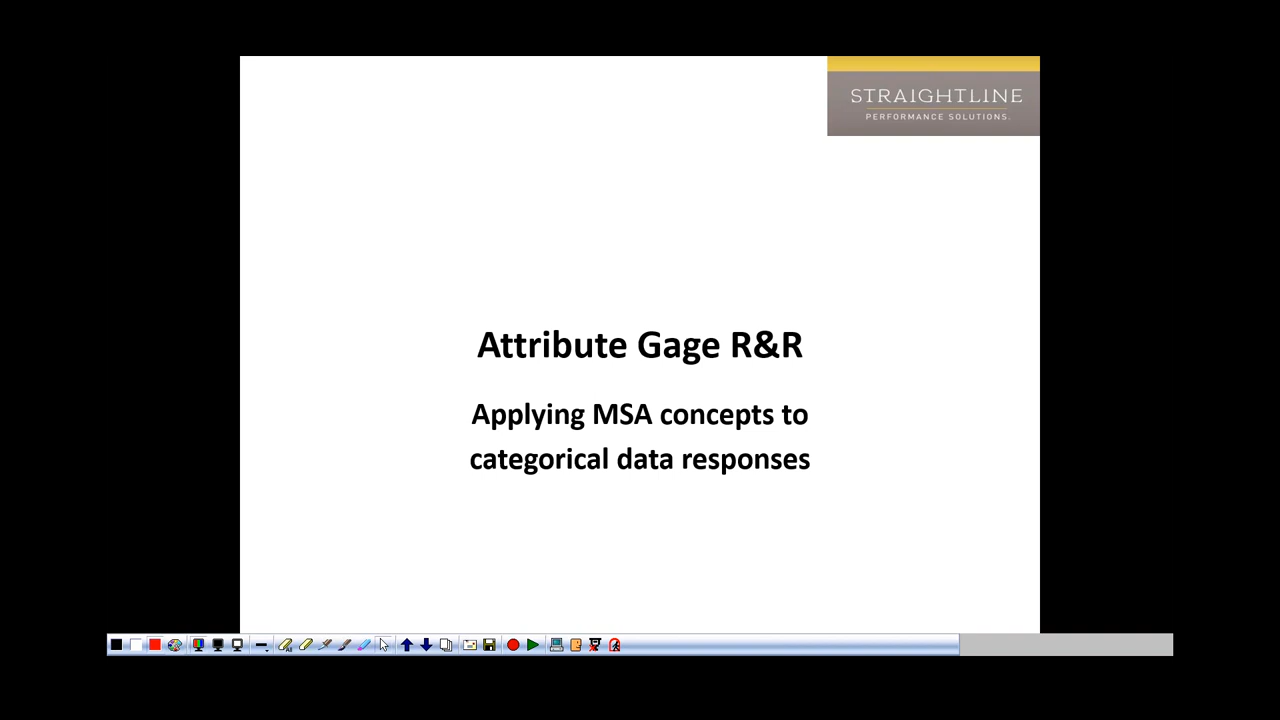 STRAIGHTLINE
PERFORMANCE SOLUTIONS.
Attribute Gage R&R
Applying MSA concepts to
categorical data responses